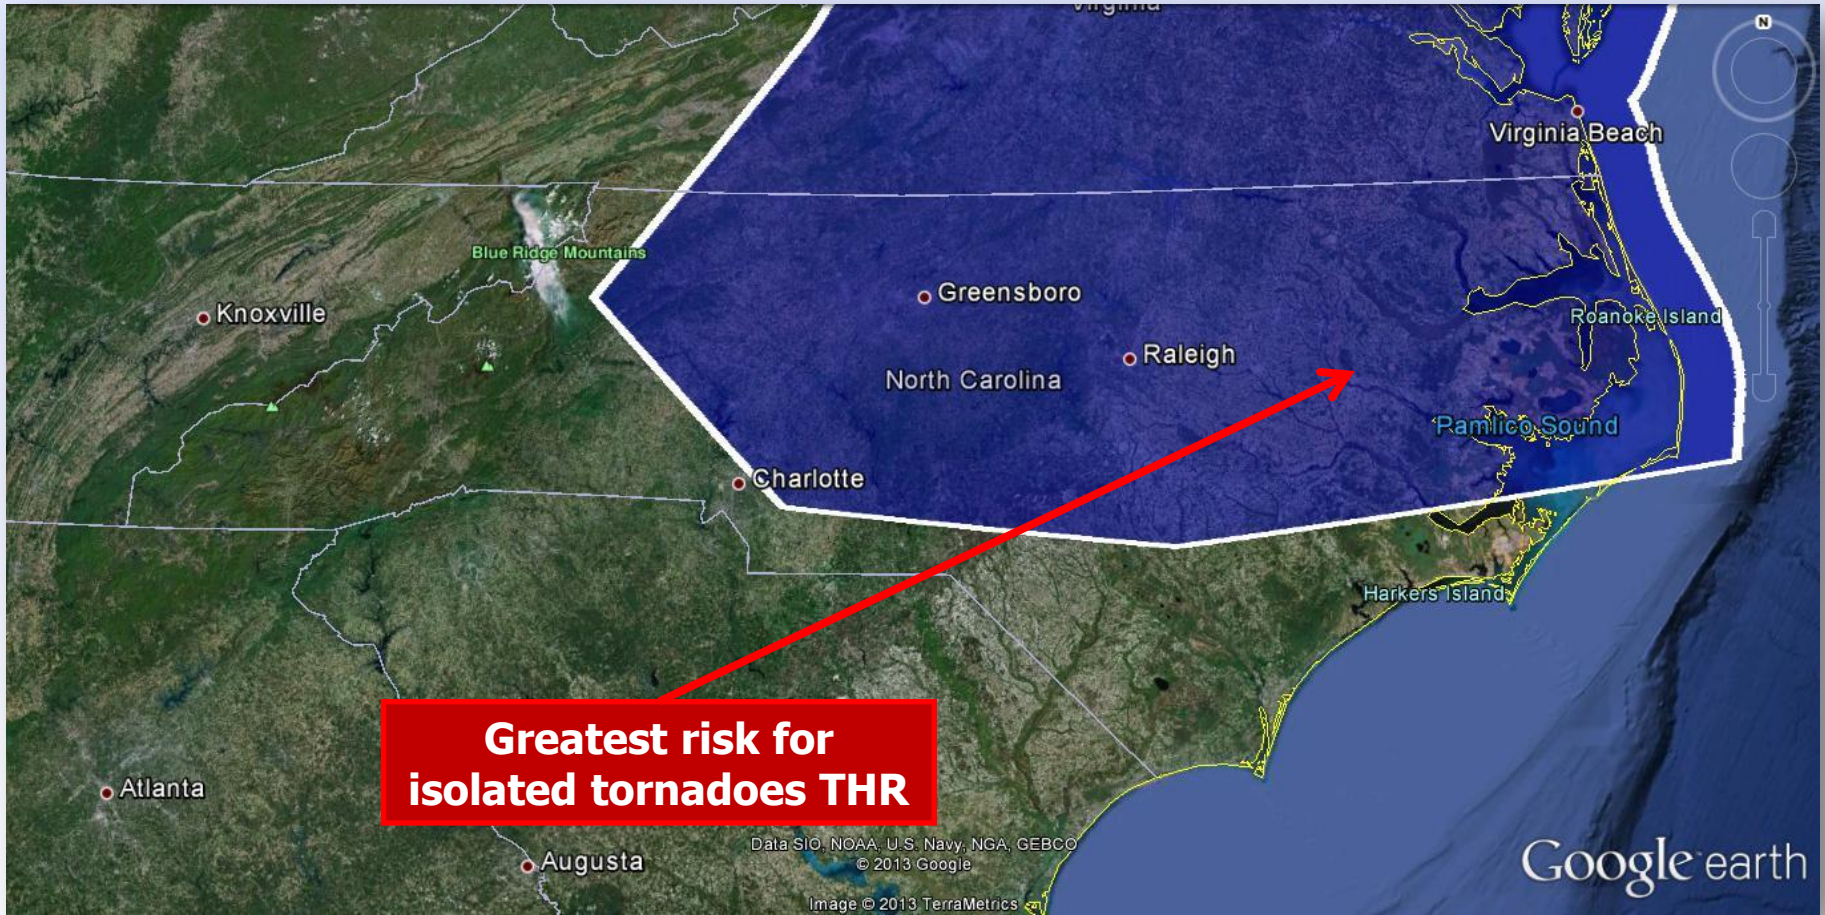 Virginia
N
Virginia Beach
Blue Ridge Mountains
Greensboro
Knoxville
Roanoke Island
Raleigh
North Carolina
Pamlico Sound
Charlotte
Harkers Island
Greatest risk for
isolated tornadoes THR
Atlanta
Augusta
Data SIO, NOAA, U.S. Navy, NGA, GEBCO
© 2013 Google
Image © 2013 TerraMetrics
Google earth